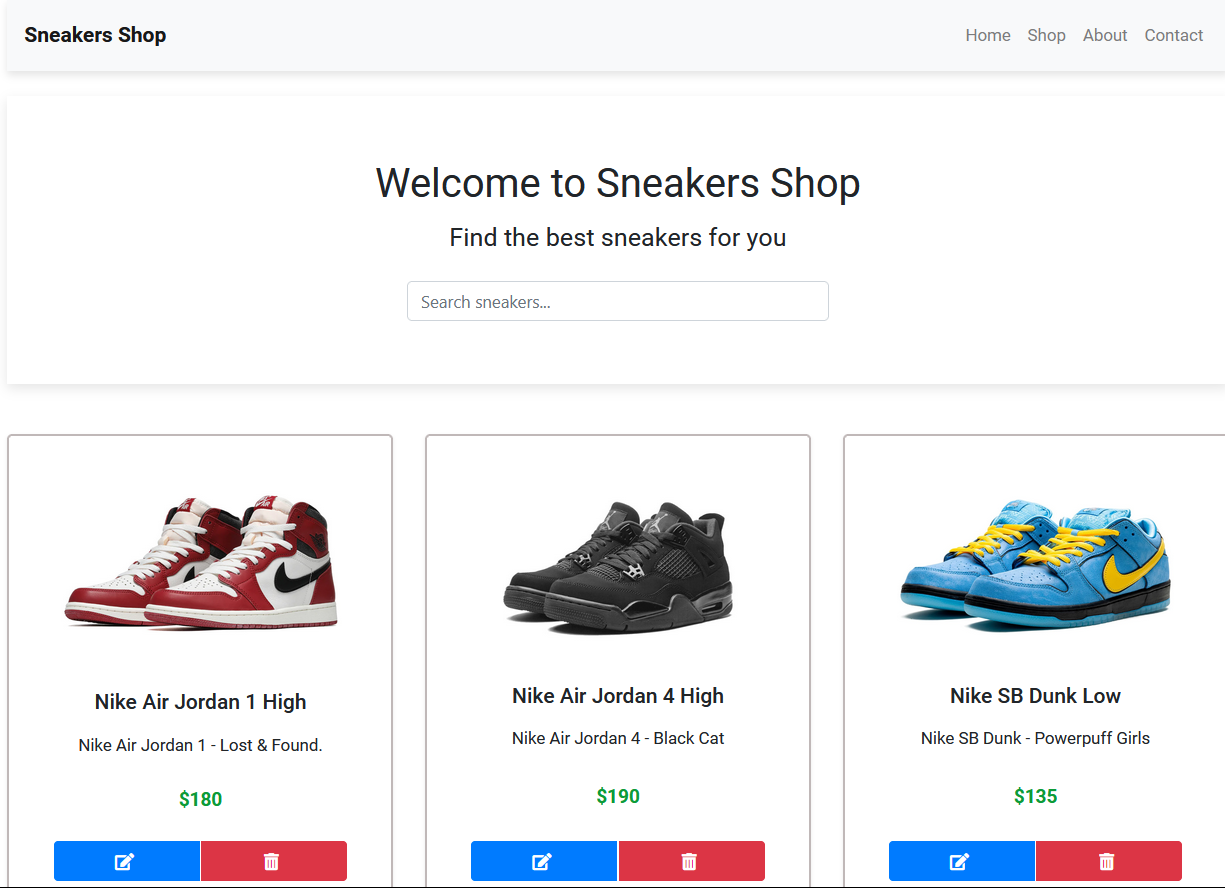 Sneakers Shop
Home Shop About Contact
Welcome to Sneakers Shop
Find the best sneakers for you
Search sneakers...
Nike Air Jordan 1 High
Nike Air Jordan 1 - Lost & Found.
$180
Nike Air Jordan 4 High
Nike Air Jordan 4 - Black Cat
$190
Nike SB Dunk Low
Nike SB Dunk - Powerpuff Girls
$135